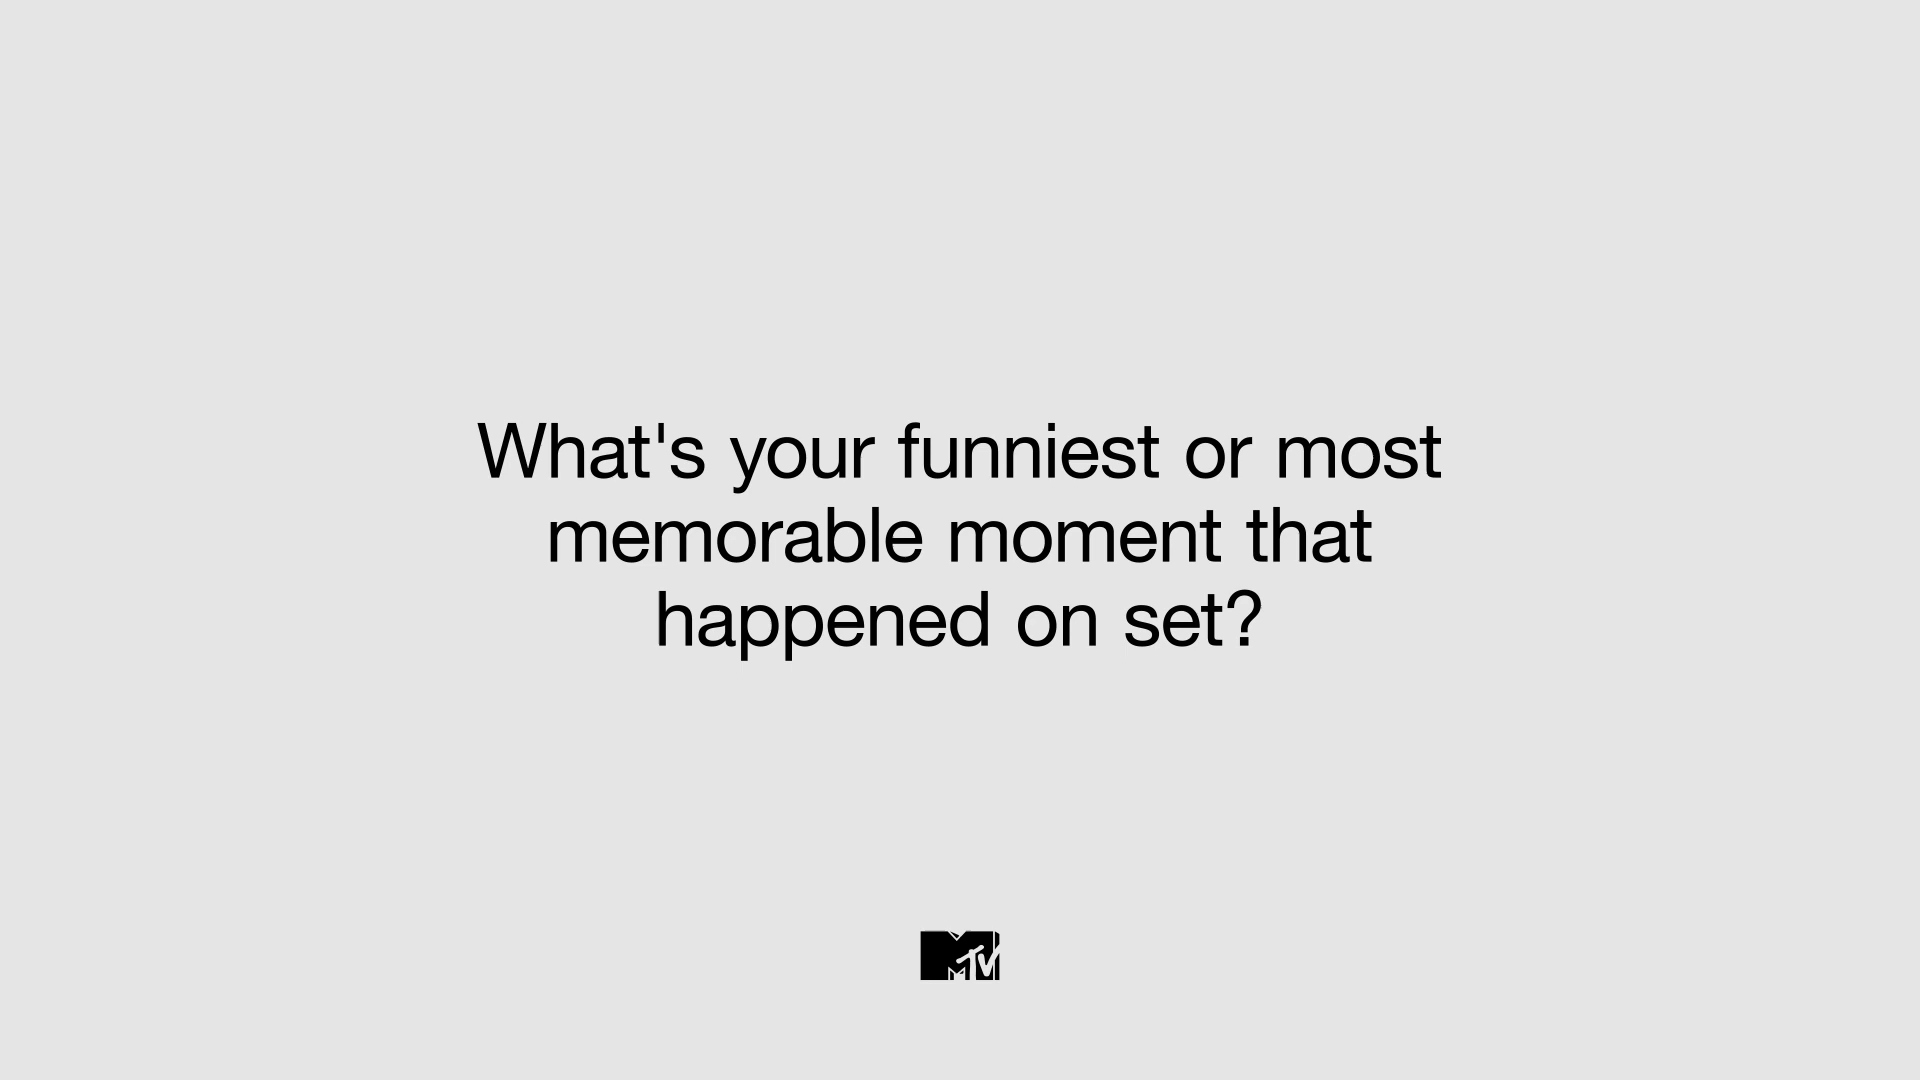 What's your funniest or most
memorable moment that
happened on set?
MTV